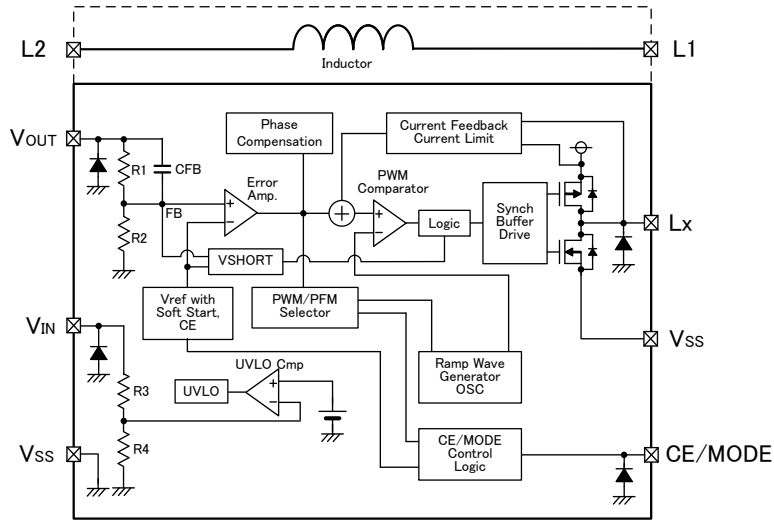 L2
L1
Inductor
VOUT
R1
CFB
FB
R2
Phase
Compensation
Error
Amp.
Current Feedback
Current Limit
PWM
Comparator
Logic
Synch
Buffer
Drive
Lx
VSHORT
Vref with
Soft Start,
CE
PWM/PFM
Selector
VIN
R3
R4
UVLO Cmp
UVLO
Ramp Wave
Generator
OSC
VSS
VSS
CE/MODE
Control
Logic
CE/MODE